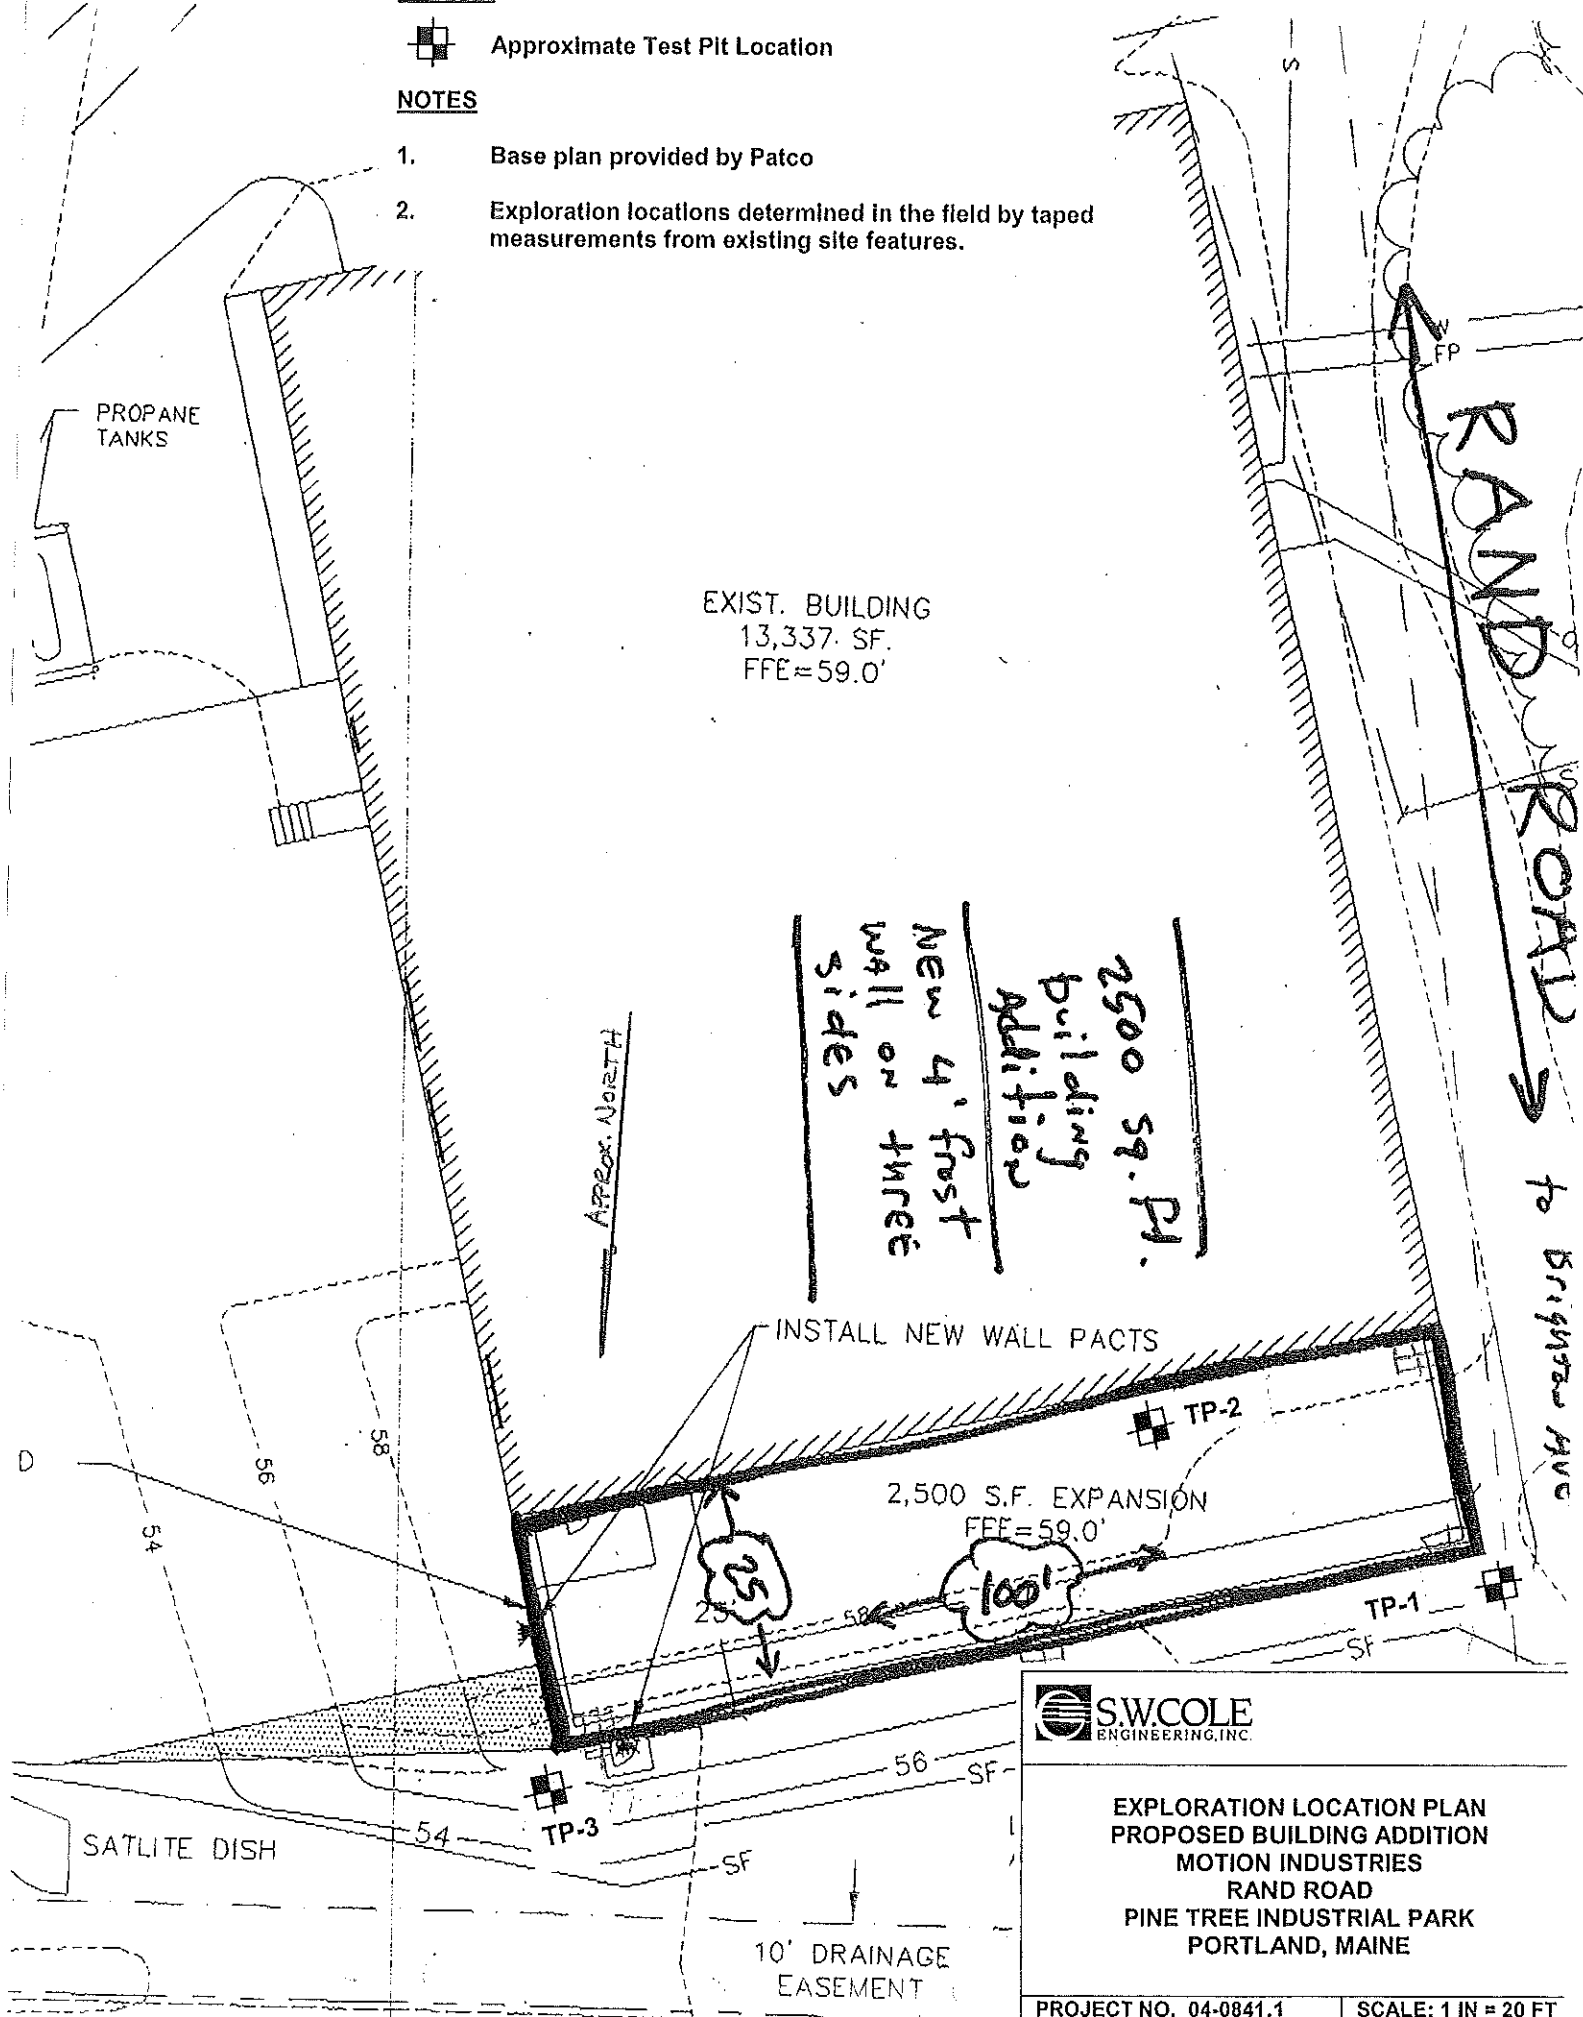 Approximate Test Pit Location
NOTES
1. Base plan provided by Patco
2. Exploration locations determined in the field by taped
measurements from existing site features.
S
W
FP
PROPANE
TANKS
RAND ROAD
EXIST. BUILDING
13,337 SF.
FFE=59.0'
2500 sq. ft.
building
Addition
NEW 4' frost
wall on three
sides
APPROX. NORTH
to Brighton Ave
INSTALL NEW WALL PACTS
TP-2
D
58
56
54
2,500 S.F. EXPANSION
FFE=59.0'
25'
25'
100'
58
TP-1
SF
S.W.COLE
ENGINEERING,INC.
56
SF
TP-3
54
SF
SATLITE DISH
10' DRAINAGE
EASEMENT
EXPLORATION LOCATION PLAN
PROPOSED BUILDING ADDITION
MOTION INDUSTRIES
RAND ROAD
PINE TREE INDUSTRIAL PARK
PORTLAND, MAINE
PROJECT NO. 04-0841.1 SCALE: 1 IN = 20 FT